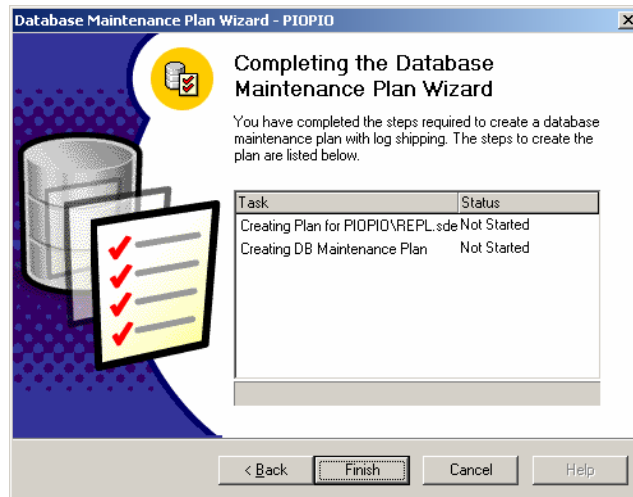 Database Maintenance Plan Wizard - PIOPIO
Completing the Database
Maintenance Plan Wizard
You have completed the steps required to create a database
maintenance plan with log shipping. The steps to create the
plan are listed below.
Task Status
Creating Plan for PIOPIO\REPL.sde Not Started
Creating DB Maintenance Plan Not Started
< Back Finish Cancel Help